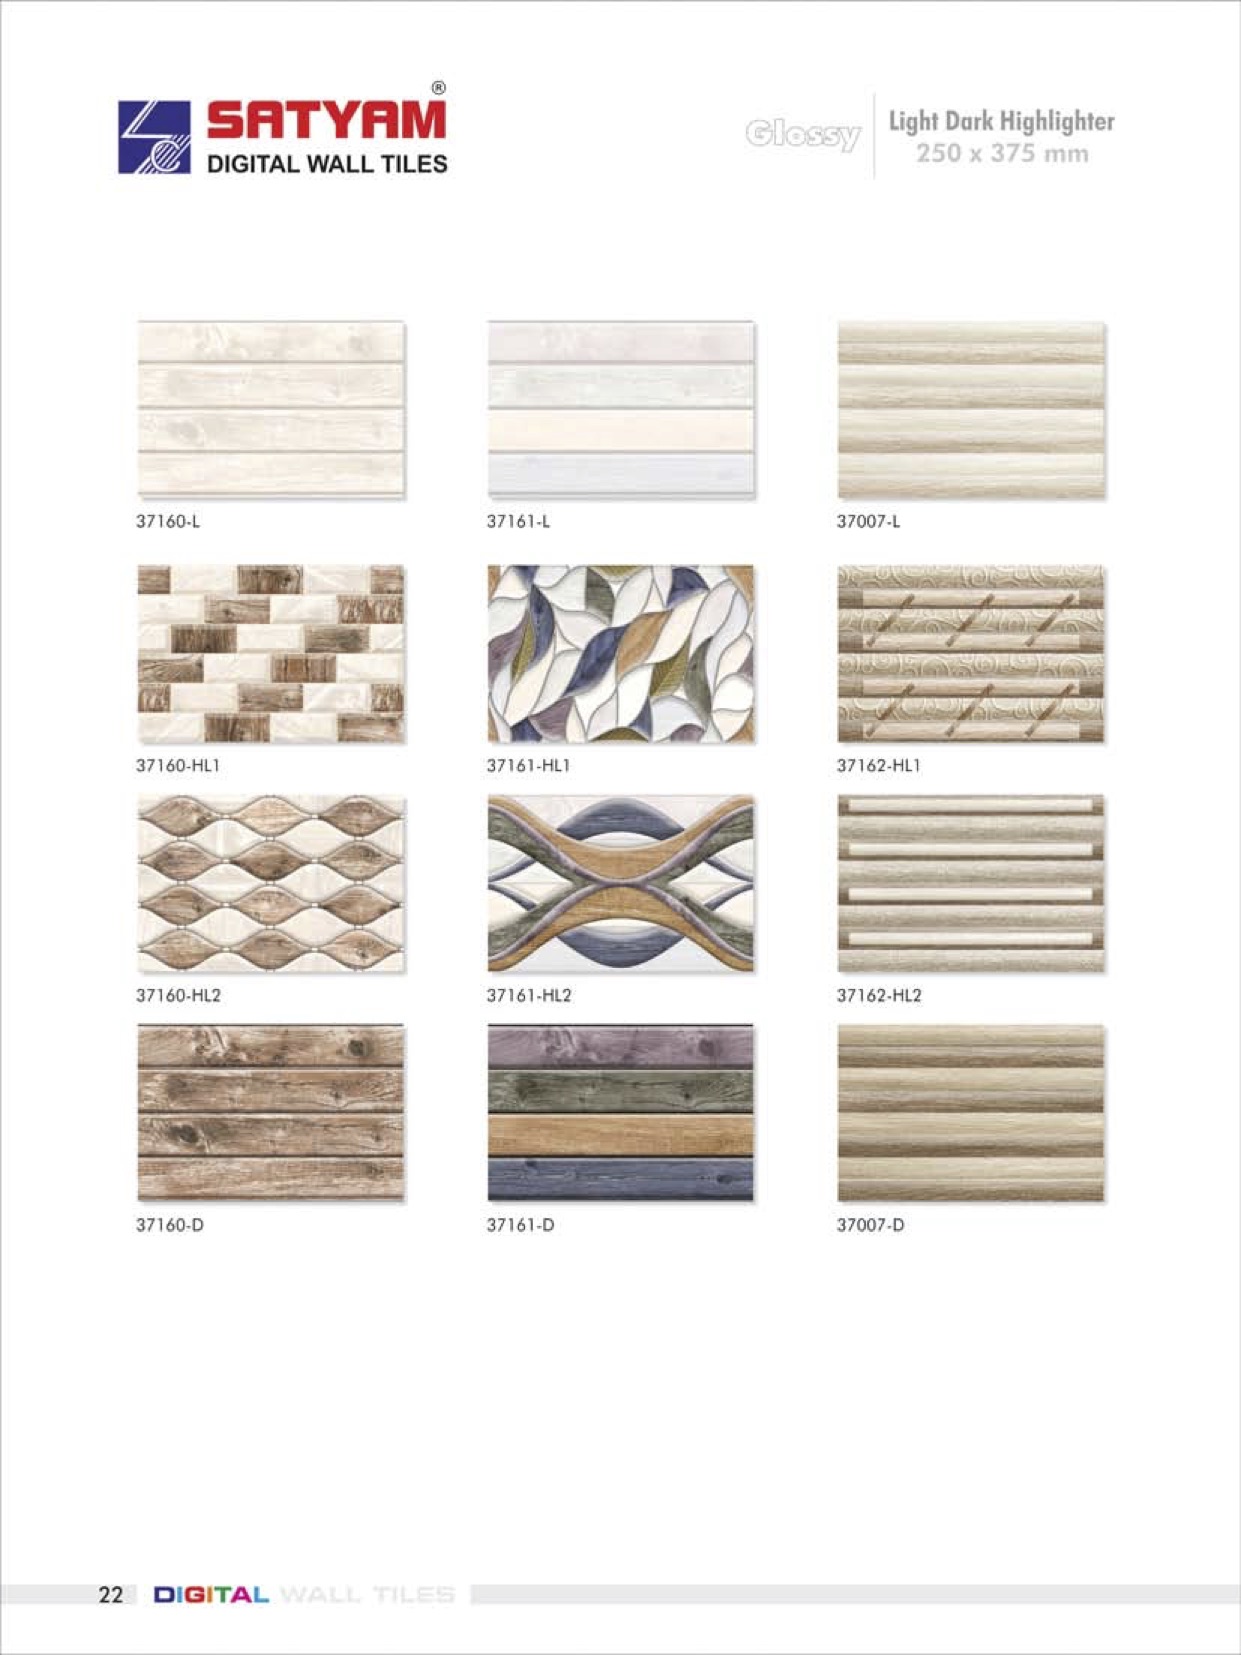 ®
SATYAM
DIGITAL WALL TILES
Glossy
Light Dark Highlighter
250 x 375 mm
37160-L
37161-L
37007-L
37160-HL1
37161-HL1
37162-HL1
37160-HL2
37161-HL2
37162-HL2
37160-D
37161-D
37007-D
22 DIGITAL WALL TILES